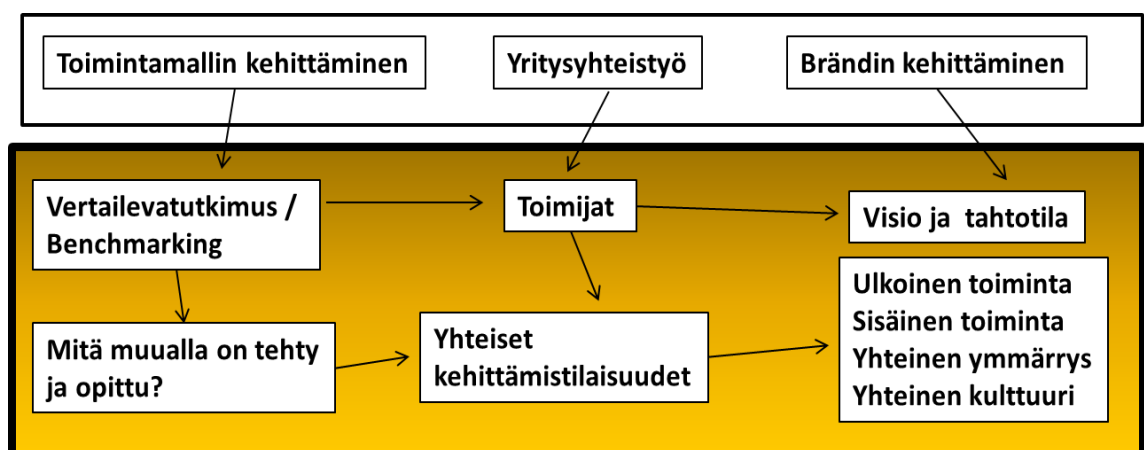 Toimintamallin kehittäminen
Yritysyhteistyö
Brändin kehittäminen
Vertailevatutkimus /
Benchmarking
Toimijat
Visio ja tahtotila
Mitä muualla on tehty
ja opittu?
Yhteiset
kehittämistilaisuudet
Ulkoinen toiminta
Sisäinen toiminta
Yhteinen ymmärrys
Yhteinen kulttuuri